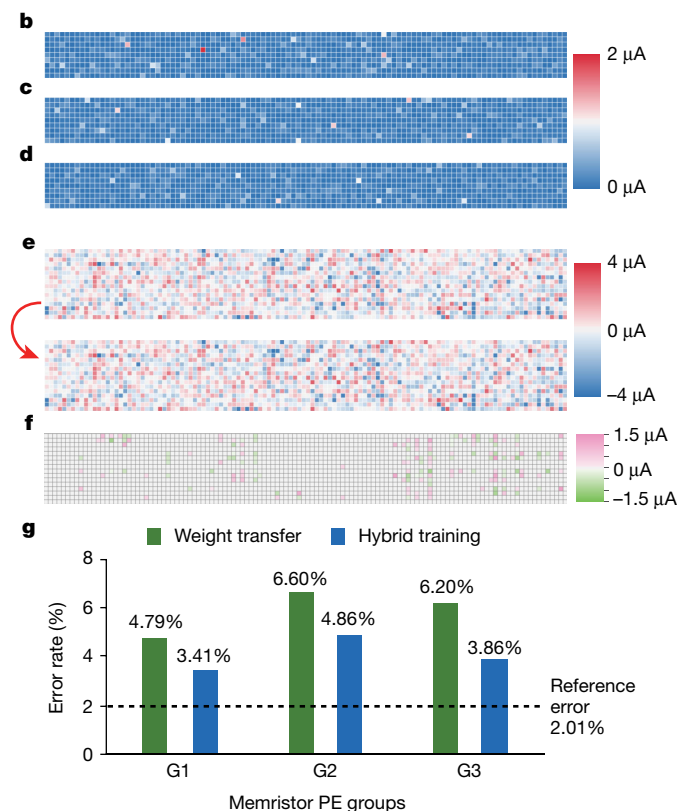 b
2 μA
c
d
0 μA
e
4 μA
0 μA
–4 μA
f
1.5 μA
0 μA
–1.5 μA
g
Weight transfer
Hybrid training
8
6
4
2
0
Error rate (%)
4.79%
3.41%
6.60%
4.86%
6.20%
3.86%
Reference
error
2.01%
G1
G2
G3
Memristor PE groups